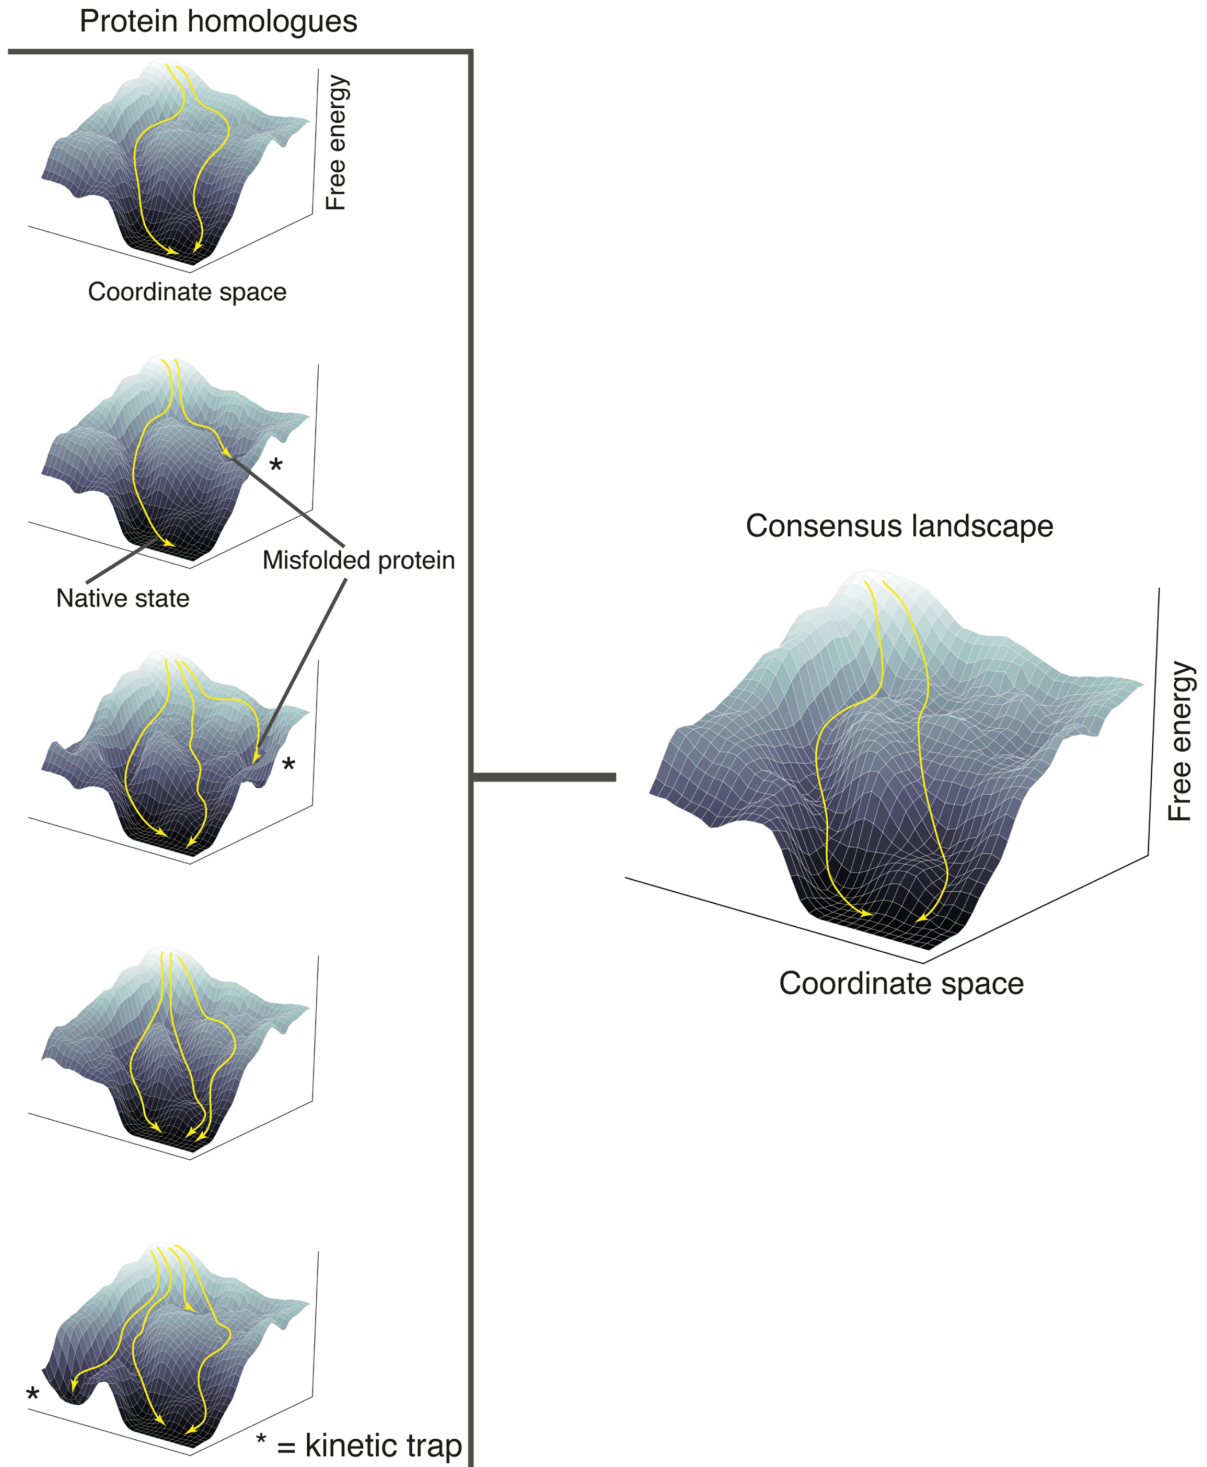 Protein homologues
Free energy
Coordinate space
*
Misfolded protein
Native state
*
*
* = kinetic trap
Consensus landscape
Free energy
Coordinate space